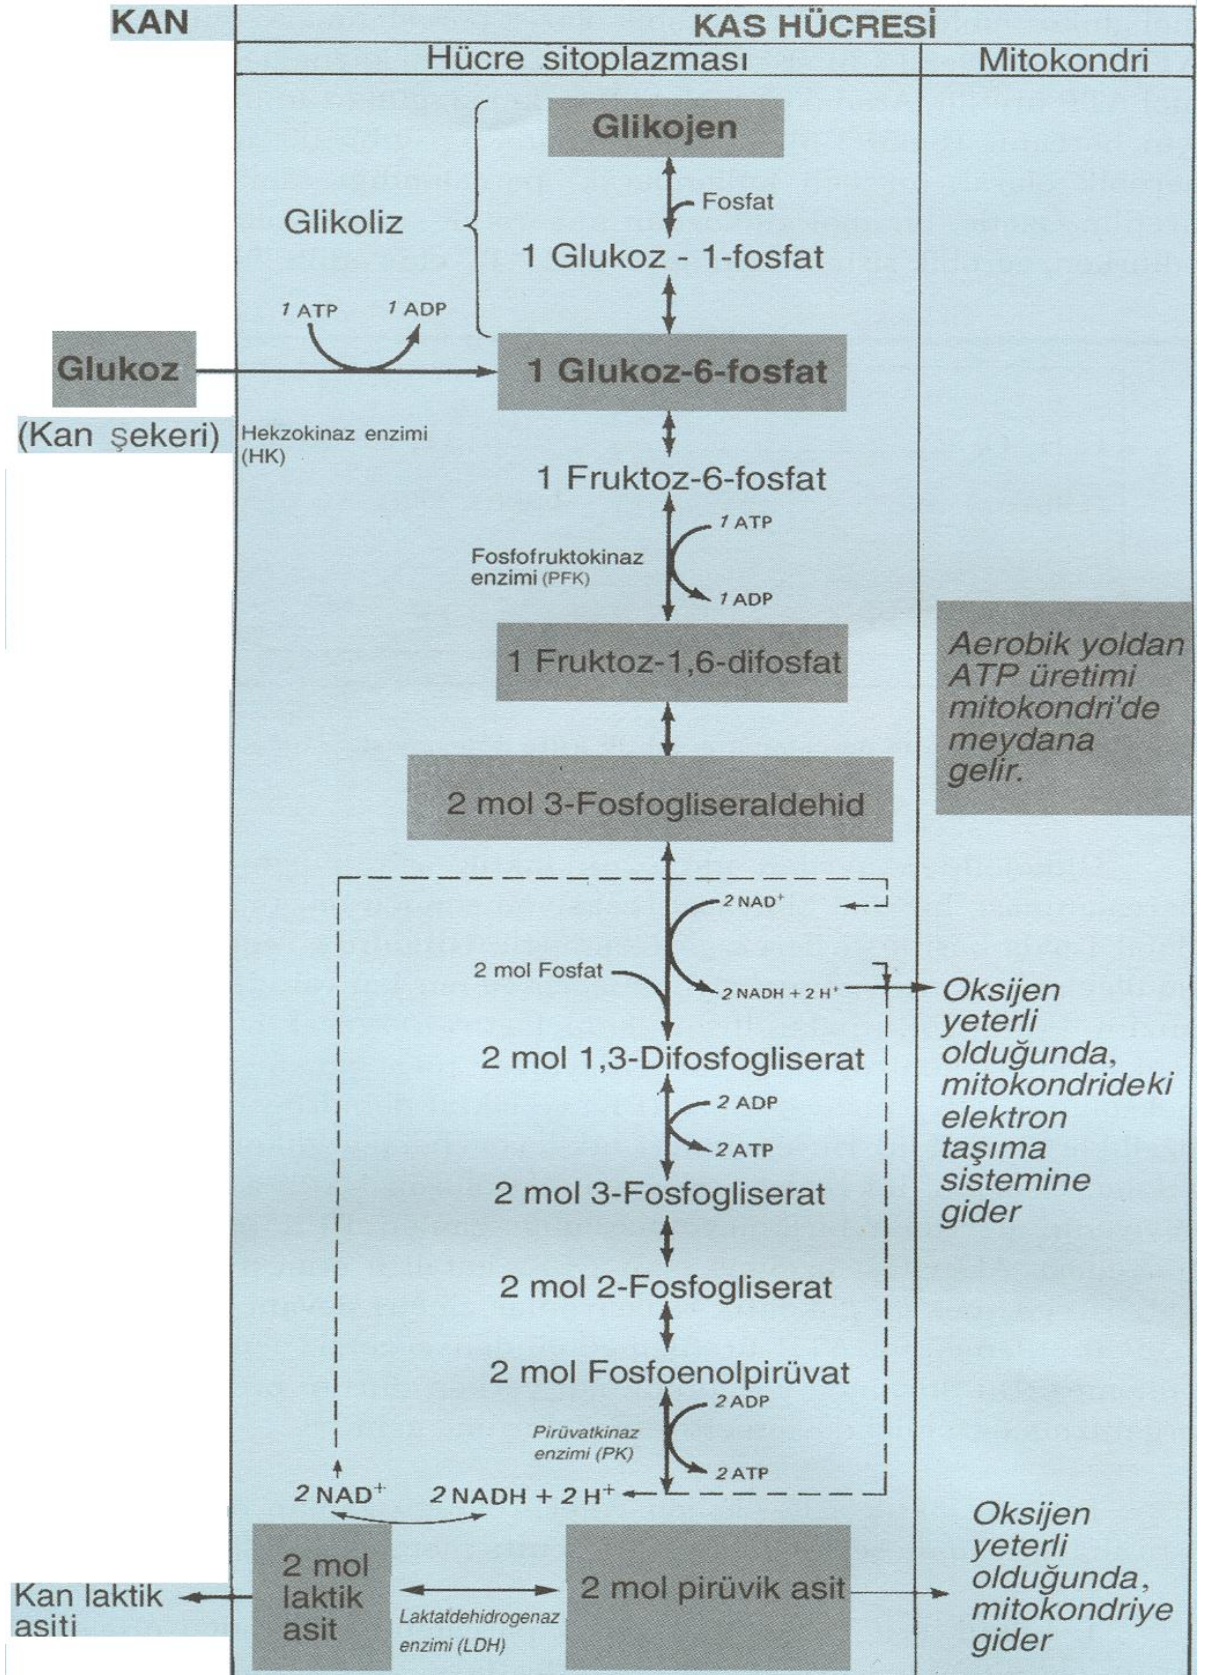 KAN
KAS HÜCRESİ
Hücre sitoplazması
Mitokondri
Glikojen
Fosfat
Glikoliz
1 Glukoz - 1-fosfat
1 ATP
1 ADP
Glukoz
1 Glukoz-6-fosfat
(Kan şekeri)
Hekzokinaz enzimi
(HK)
1 Fruktoz-6-fosfat
1 ATP
Fosfofruktokinaz
enzimi (PFK)
1 ADP
1 Fruktoz-1,6-difosfat
Aerobik yoldan
ATP üretimi
mitokondri'de
meydana
gelir.
2 mol 3-Fosfogliseraldehid
2 NAD+
2 mol Fosfat
2 NADH + 2 H+
Oksijen
yeterli
olduğunda,
mitokondrideki
elektron
taşıma
sistemine
gider
2 mol 1,3-Difosfogliserat
2 ADP
2 ATP
2 mol 3-Fosfogliserat
2 mol 2-Fosfogliserat
2 mol Fosfoenolpirüvat
2 ADP
Pirüvatkinaz
enzimi (PK)
2 ATP
2 NAD+
2 NADH + 2 H+
2 mol
laktik
asit
Kan laktik
asiti
Laktatdehidrogenaz
enzimi (LDH)
2 mol pirüvik asit
Oksijen
yeterli
olduğunda,
mitokondriye
gider